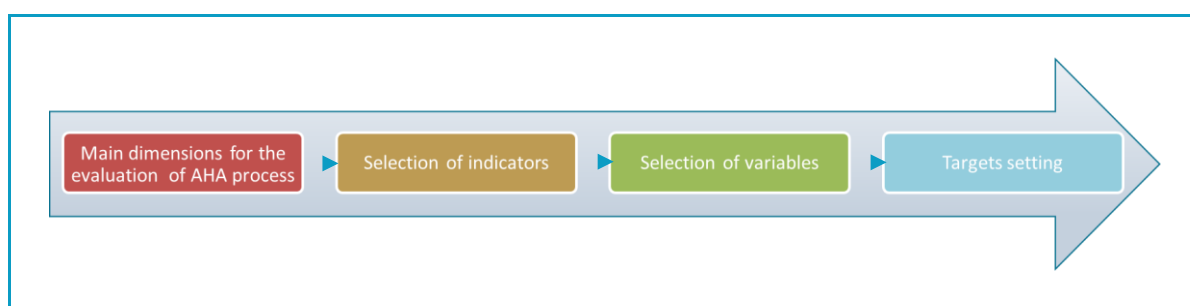 Main dimensions for the
evaluation of AHA process
Selection of indicators
Selection of variables
Targets setting